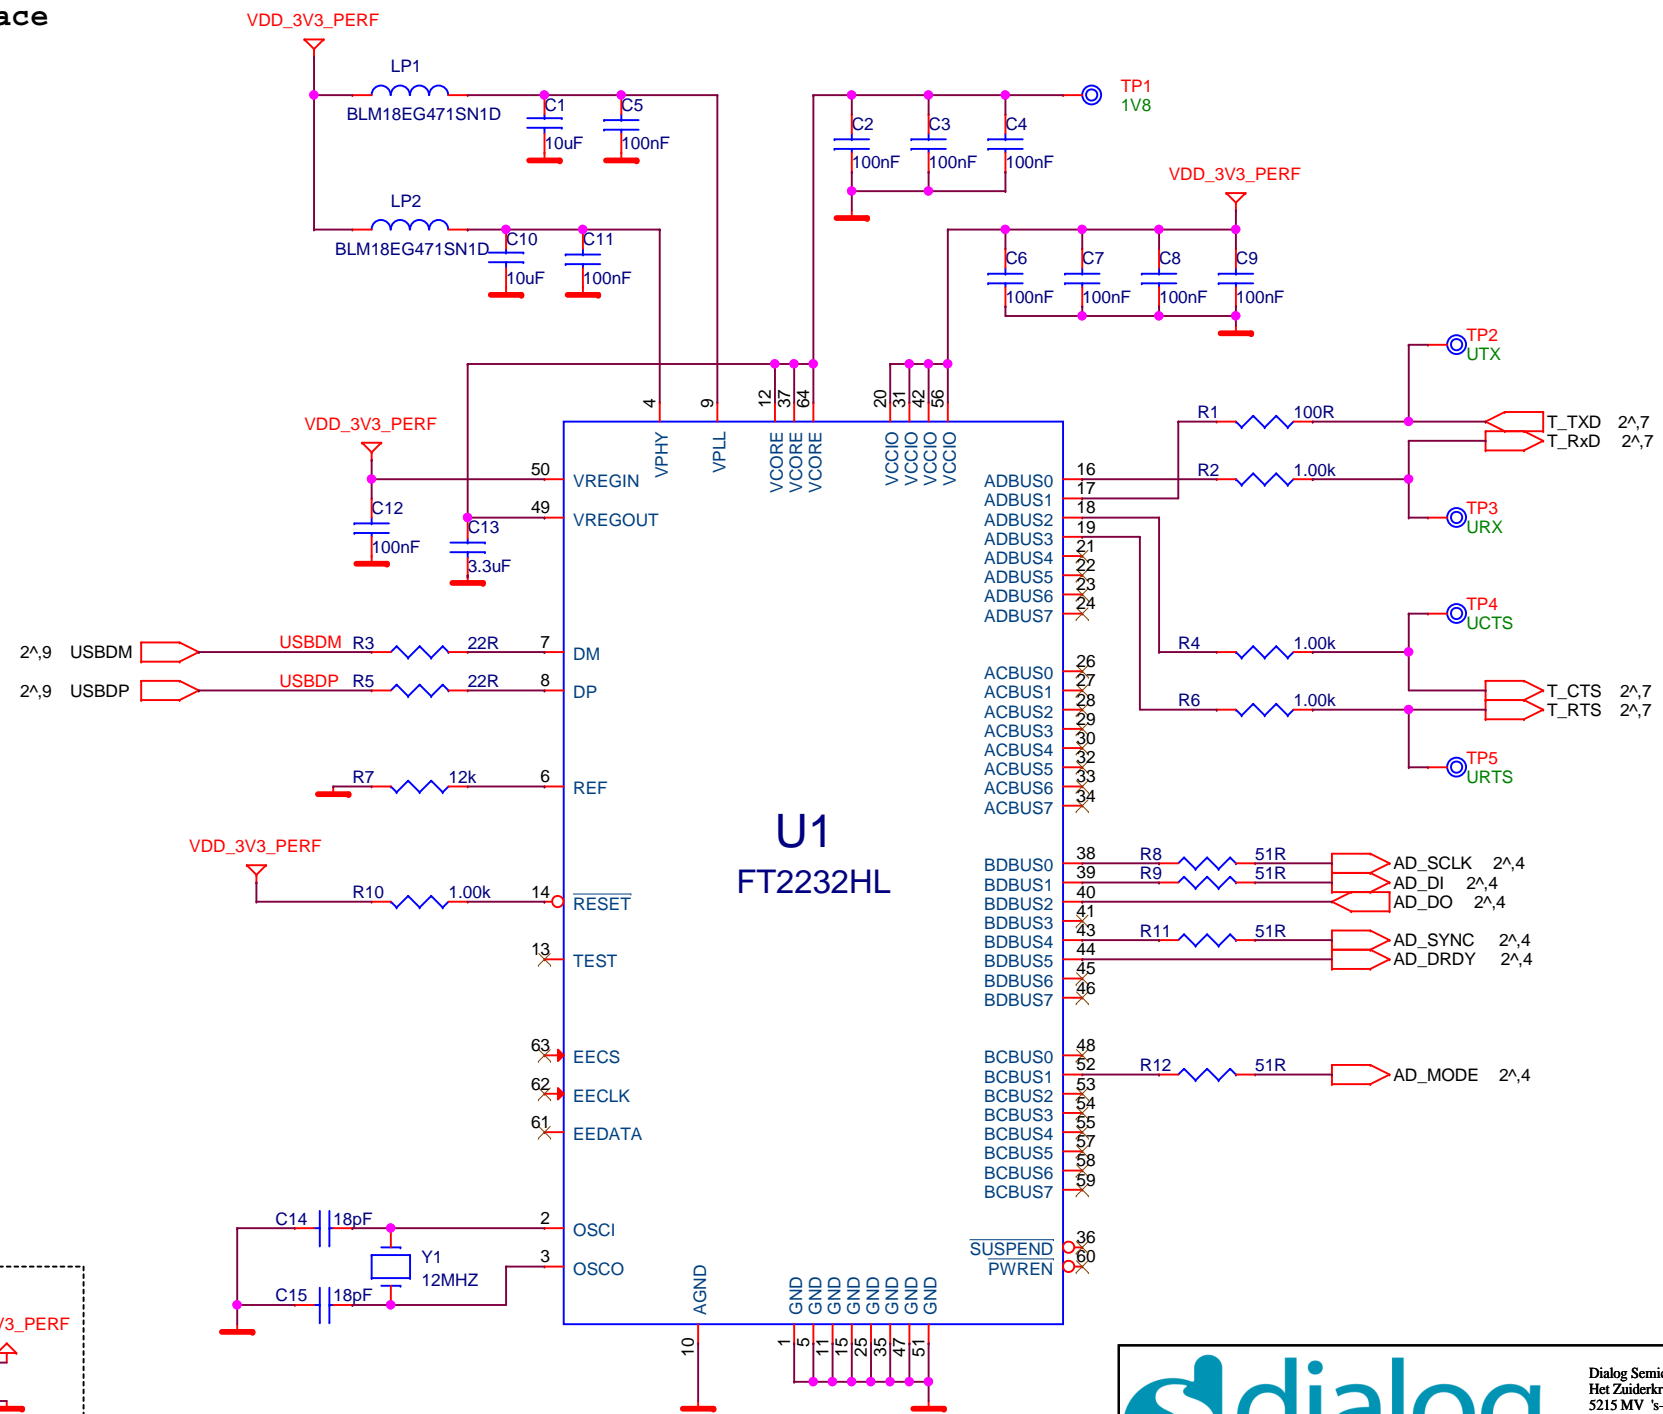 ace
VDD_3V3_PERF
LP1
BLM18EG471SN1D
C1
10uF
C5
100nF
LP2
BLM18EG471SN1D
C10
10uF
C11
100nF
C2
100nF
C3
100nF
C4
100nF
TP1
1V8
VDD_3V3_PERF
C6
100nF
C7
100nF
C8
100nF
C9
100nF
VDD_3V3_PERF
C12
100nF
C13
3.3uF
4 9 12 37 64 20 31 42 56
VPHY VPLL VCORE VCORE VCORE VCCIO VCCIO VCCIO VCCIO
50 VREGIN
49 VREGOUT
2^,9 USBDM USBDM R3 22R 7 DM
2^,9 USBDP USBDP R5 22R 8 DP
R7 12k 6 REF
VDD_3V3_PERF
R10 1.00k 14 RESET
13 TEST
63 EECS
62 EECLK
61 EEDATA
C14 18pF 2 OSCI
Y1
12MHZ
C15 18pF 3 OSCO
U1
FT2232HL
ADBUS0 16
ADBUS1 17
ADBUS2 18
ADBUS3 19
ADBUS4 21
ADBUS5 22
ADBUS6 23
ADBUS7 24
ACBUS0 26
ACBUS1 27
ACBUS2 28
ACBUS3 29
ACBUS4 30
ACBUS5 32
ACBUS6 33
ACBUS7 34
BDBUS0 38 R8 51R AD_SCLK 2^,4
BDBUS1 39 R9 51R AD_DI 2^,4
BDBUS2 40 AD_DO 2^,4
BDBUS3 41
BDBUS4 43 R11 51R AD_SYNC 2^,4
BDBUS5 44 AD_DRDY 2^,4
BDBUS6 45
BDBUS7 46
BCBUS0 48
BCBUS1 52 R12 51R AD_MODE 2^,4
BCBUS2 53
BCBUS3 54
BCBUS4 55
BCBUS5 57
BCBUS6 58
BCBUS7 59
SUSPEND 36
PWREN 60
TP2
UTX
R1 100R T_TXD 2^,7
T_RxD 2^,7
R2 1.00k
TP3
URX
TP4
UCTS
R4 1.00k
T_CTS 2^,7
R6 1.00k T_RTS 2^,7
TP5
URTS
AGND GND GND GND GND GND GND GND GND
10 1 5 11 15 25 35 47 51
V3_PERF
dialog
Dialog Semic
Het Zuiderkr
5215 MV 's-